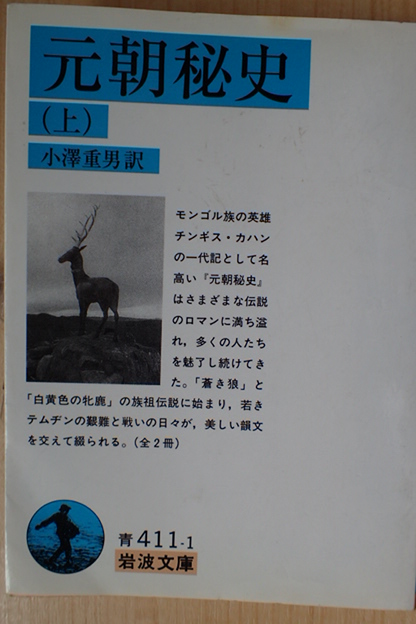 元朝秘史
(上)
小澤重男訳
モンゴル族の英雄
チンギス・カハン
の一代記として名
高い『元朝秘史』
はさまざまな伝説
のロマンに満ち溢
れ，多くの人たち
を魅了し続けてき
た。「蒼き狼」と
「白黄色の牝鹿」の族祖伝説に始まり，若き
テムヂンの艱難と戦いの日々が，美しい韻文
を交えて綴られる。(全2冊)
青411-1
岩波文庫